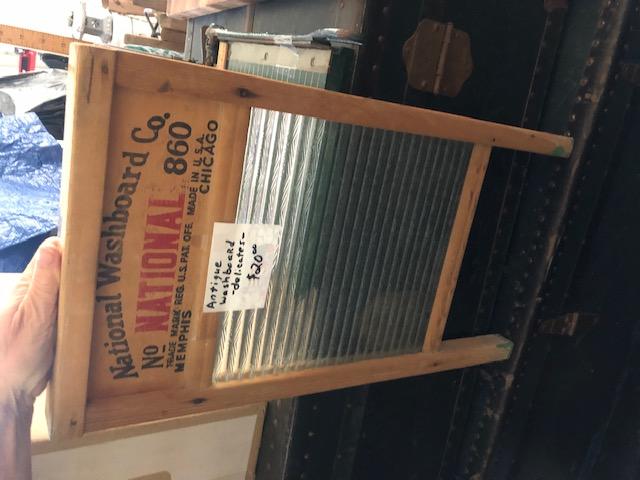 National Washboard Co.
No. NATIONAL 860
TRADE MARK REG. U.S. PAT. OFF. MADE IN U.S.A.
MEMPHIS CHICAGO
Antique
washboard
-delicates-
$20.00